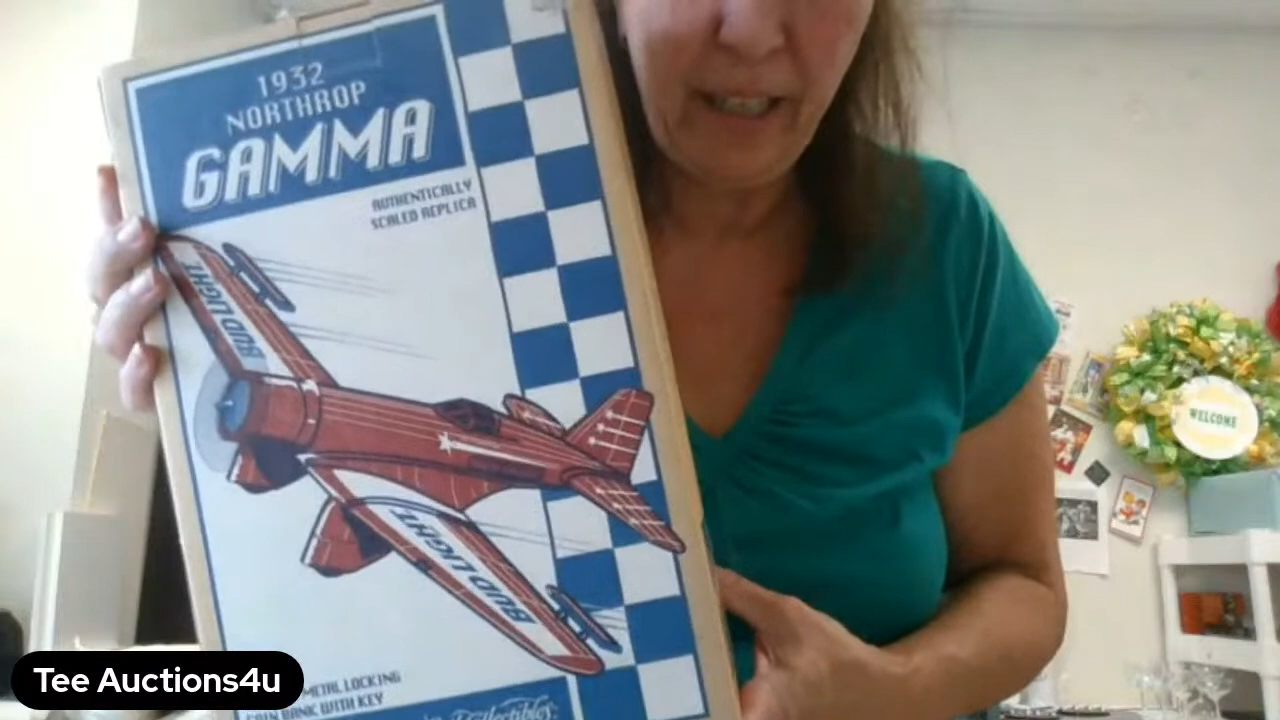 1932
NORTHROP
GAMMA
AUTHENTICALLY
SCALED REPLICA
BUD LIGHT
BUD LIGHT
WELCOME
METAL LOCKING
COIN BANK WITH KEY
Collectibles
Tee Auctions4u